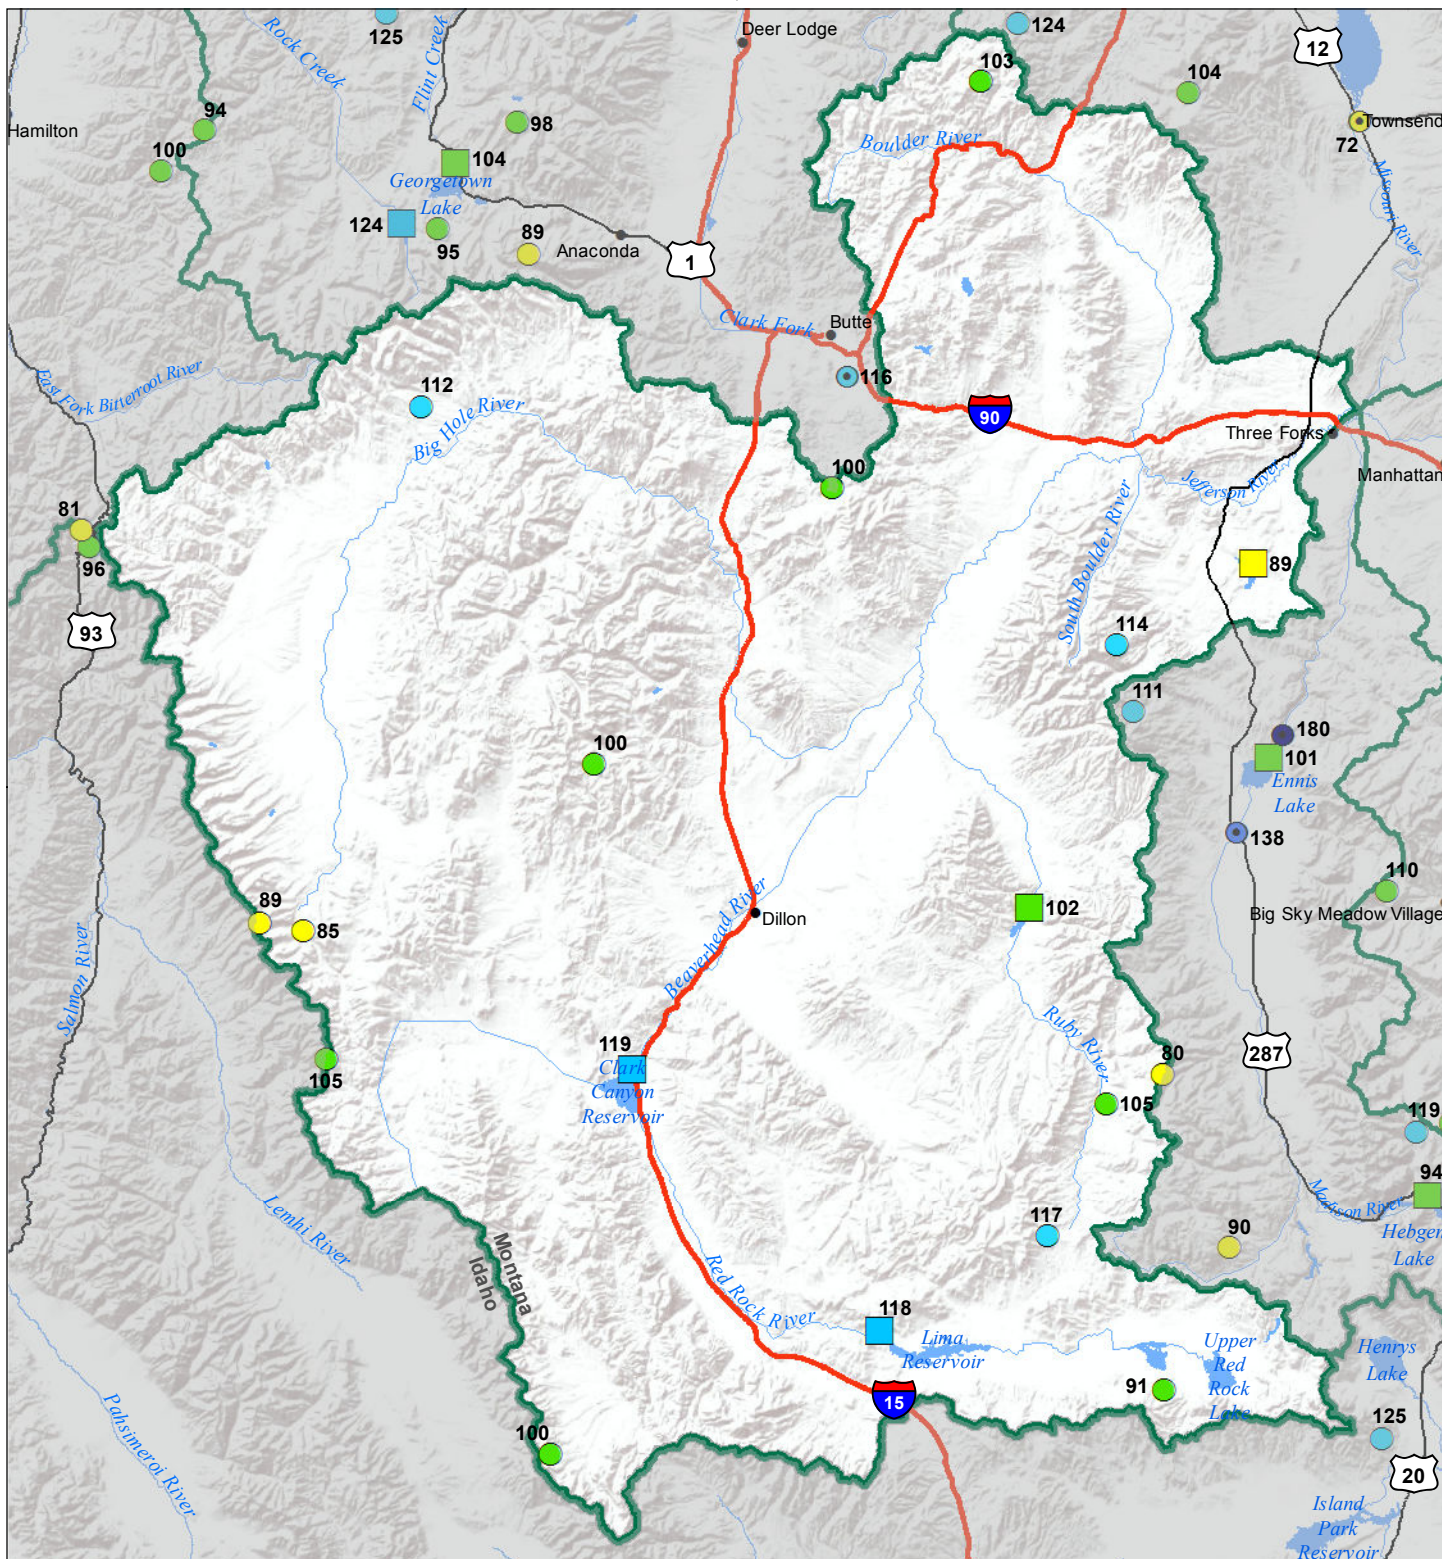 Deer Lodge
124
125
12
Rock Creek
Flint Creek
103
104
94
98
Hamilton
Townsend
72
100
104
Boulder River
Georgetown
Lake
Missouri River
124
95
89
Anaconda
1
Clark Fork
Butte
East Fork Bitterroot River
116
112
Big Hole River
90
Three Forks
100
Manhattan
Jefferson River
81
96
South Boulder River
89
93
114
111
180
100
101
Ennis
Lake
138
110
89
85
Beaverhead River
Dillon
102
Big Sky Meadow Village
Salmon River
Ruby River
119
Clark
Canyon
Reservoir
80
287
105
105
119
94
Madison River
Lemhi River
117
90
Hebgen
Lake
Montana
Idaho
Red Rock River
118
Lima
Reservoir
Upper
Red
Rock
Lake
Henrys
Lake
91
15
Pahsimeroi River
100
125
20
Island
Park
Reservoir